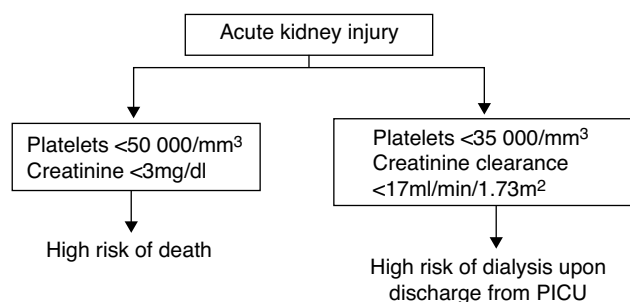 Acute kidney injury
Platelets <50 000/mm³
Creatinine <3mg/dl
High risk of death
Platelets <35 000/mm³
Creatinine clearance
<17ml/min/1.73m²
High risk of dialysis upon
discharge from PICU